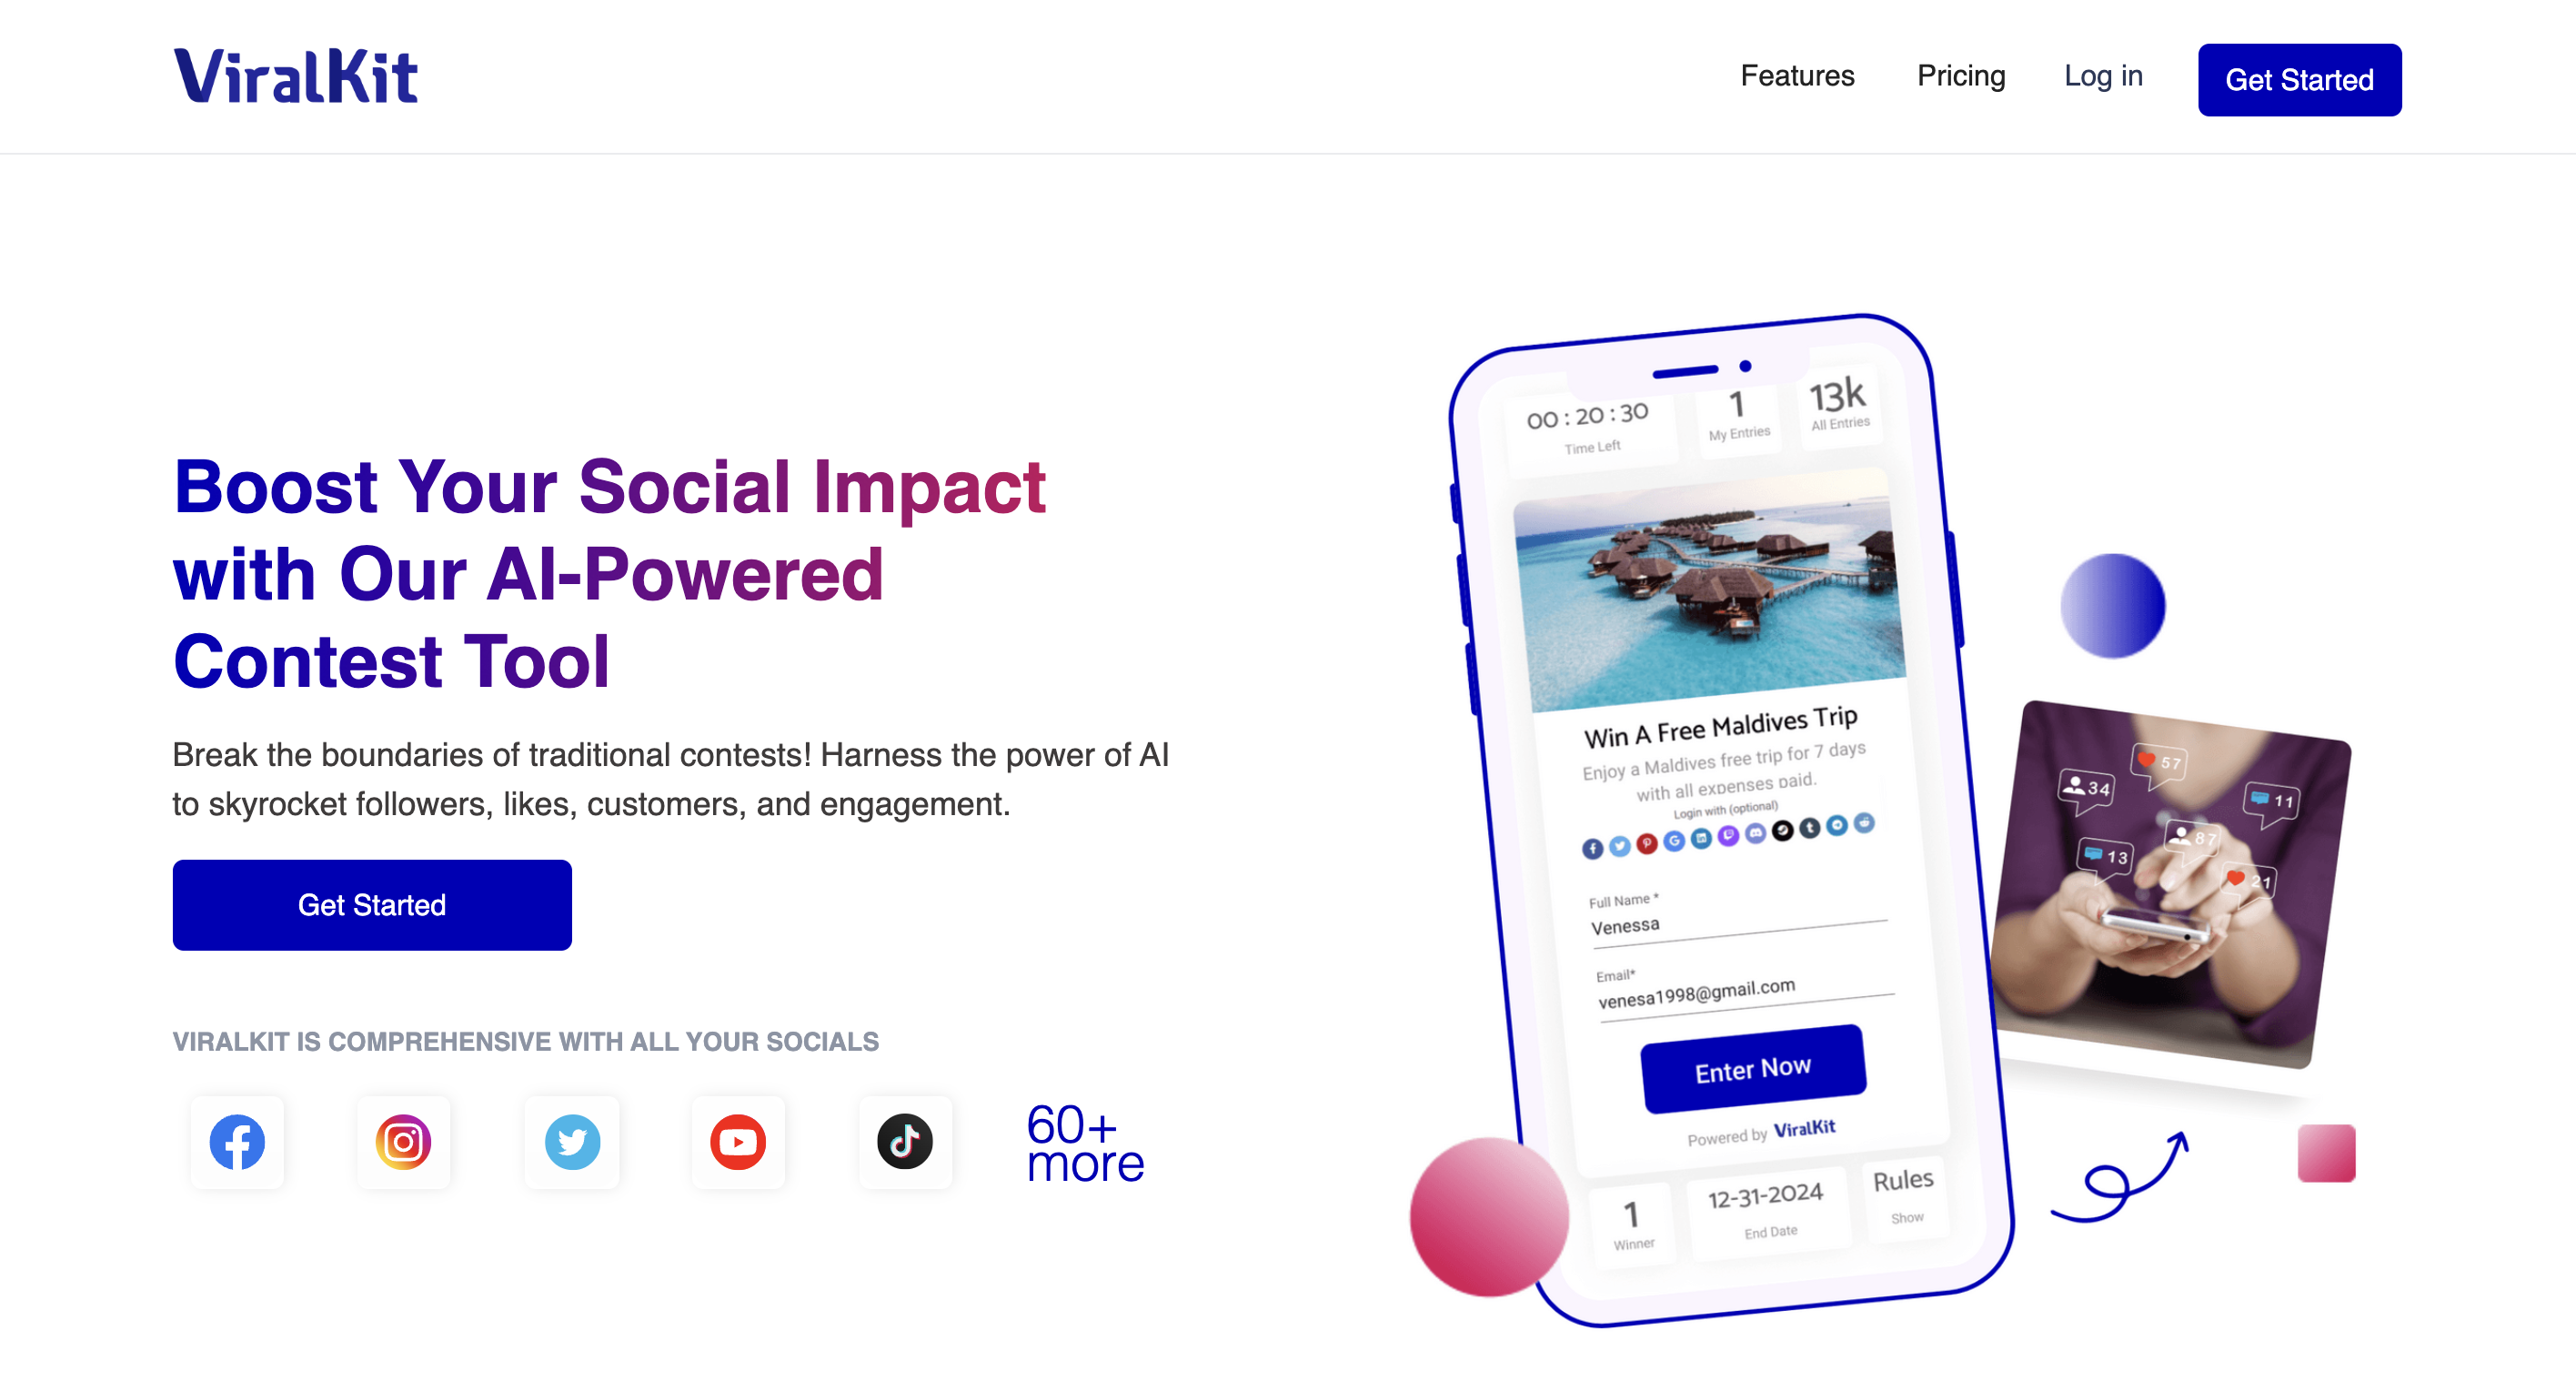 ViralKit
Features
Pricing
Log in
Get Started
Boost Your Social Impact
with Our AI-Powered
Contest Tool
Break the boundaries of traditional contests! Harness the power of AI
to skyrocket followers, likes, customers, and engagement.
Get Started
VIRALKIT IS COMPREHENSIVE WITH ALL YOUR SOCIALS
60+
more
00 : 20 : 30
Time Left
1
My Entries
13k
All Entries
Win A Free Maldives Trip
Enjoy a Maldives free trip for 7 days
with all expenses paid.
Login with (optional)
Full Name *
Venessa
Email*
venesa1998@gmail.com
Enter Now
Powered by ViralKit
1
Winner
12-31-2024
End Date
Rules
Show
57
34
11
87
13
21